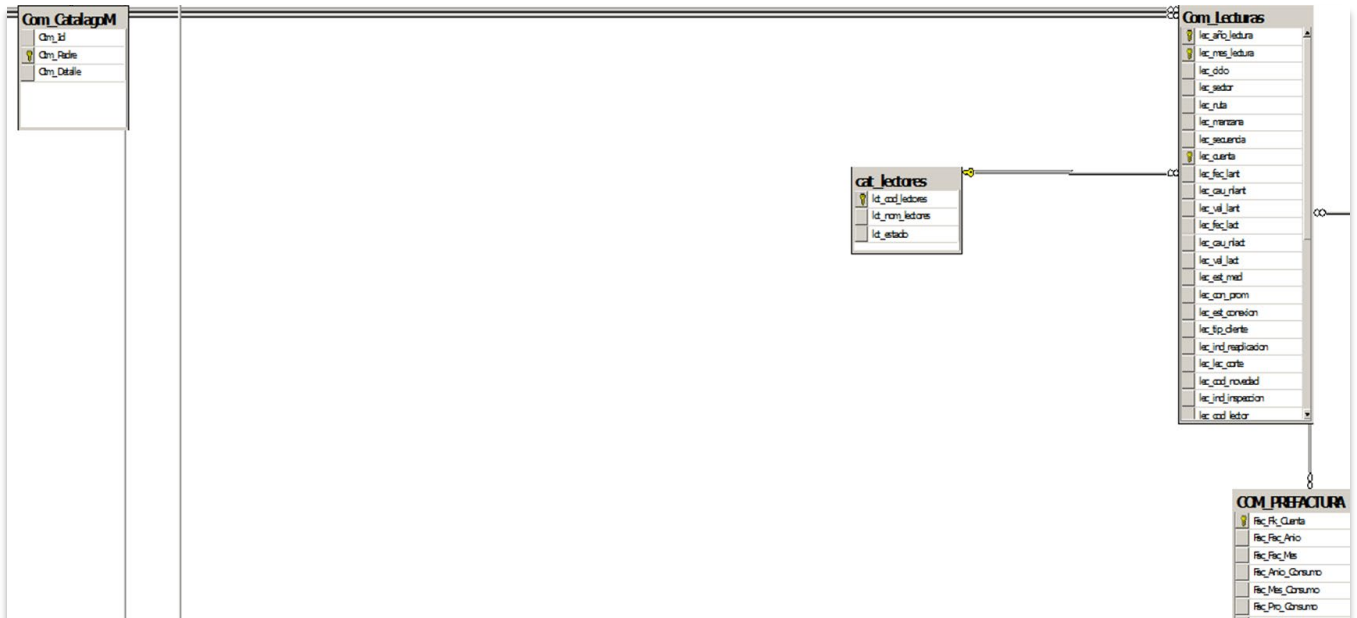 Com_CatalagoM
Ctm_Id
Ctm_Padre
Ctm_Detalle
Com_Lecturas
lec_año_lectura
lec_mes_lectura
lec_ciclo
lec_sector
lec_ruta
lec_manzana
lec_secuencia
lec_cuenta
lec_fec_lant
lec_cau_nlant
lec_val_lant
lec_fec_lact
lec_cau_nlact
lec_val_lact
lec_est_med
lec_con_prom
lec_est_conexion
lec_tip_cliente
lec_ind_reaplicacion
lec_lec_corte
lec_cod_novedad
lec_ind_inspeccion
lec_cod_lector
cat_lectores
lct_cod_lectores
lct_nom_lectores
lct_estado
COM_PREFACTURA
Fac_Fk_Cuenta
Fac_Fac_Anio
Fac_Fac_Mes
Fac_Anio_Consumo
Fac_Mes_Consumo
Fac_Pro_Consumo